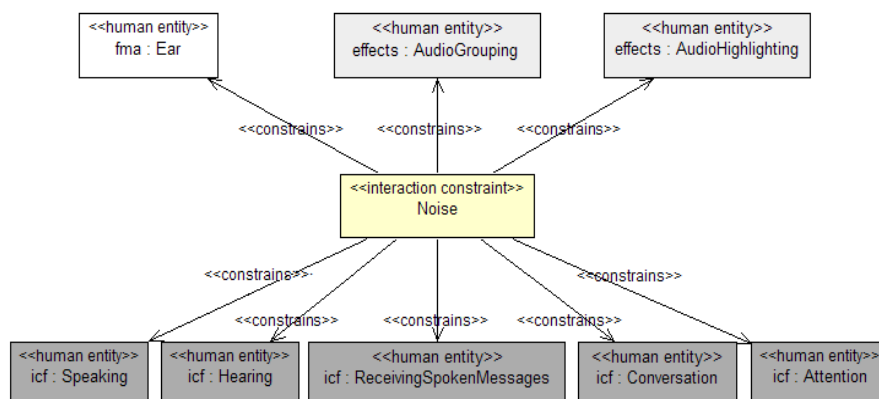 <<human entity>>
fma : Ear
<<human entity>>
effects : AudioGrouping
<<human entity>>
effects : AudioHighlighting
<<constrains>>
<<constrains>>
<<constrains>>
<<interaction constraint>>
Noise
<<constrains>>
<<constrains>>
<<constrains>>
<<constrains>>
<<constrains>>
<<human entity>>
icf : Speaking
<<human entity>>
icf : Hearing
<<human entity>>
icf : ReceivingSpokenMessages
<<human entity>>
icf : Conversation
<<human entity>>
icf : Attention